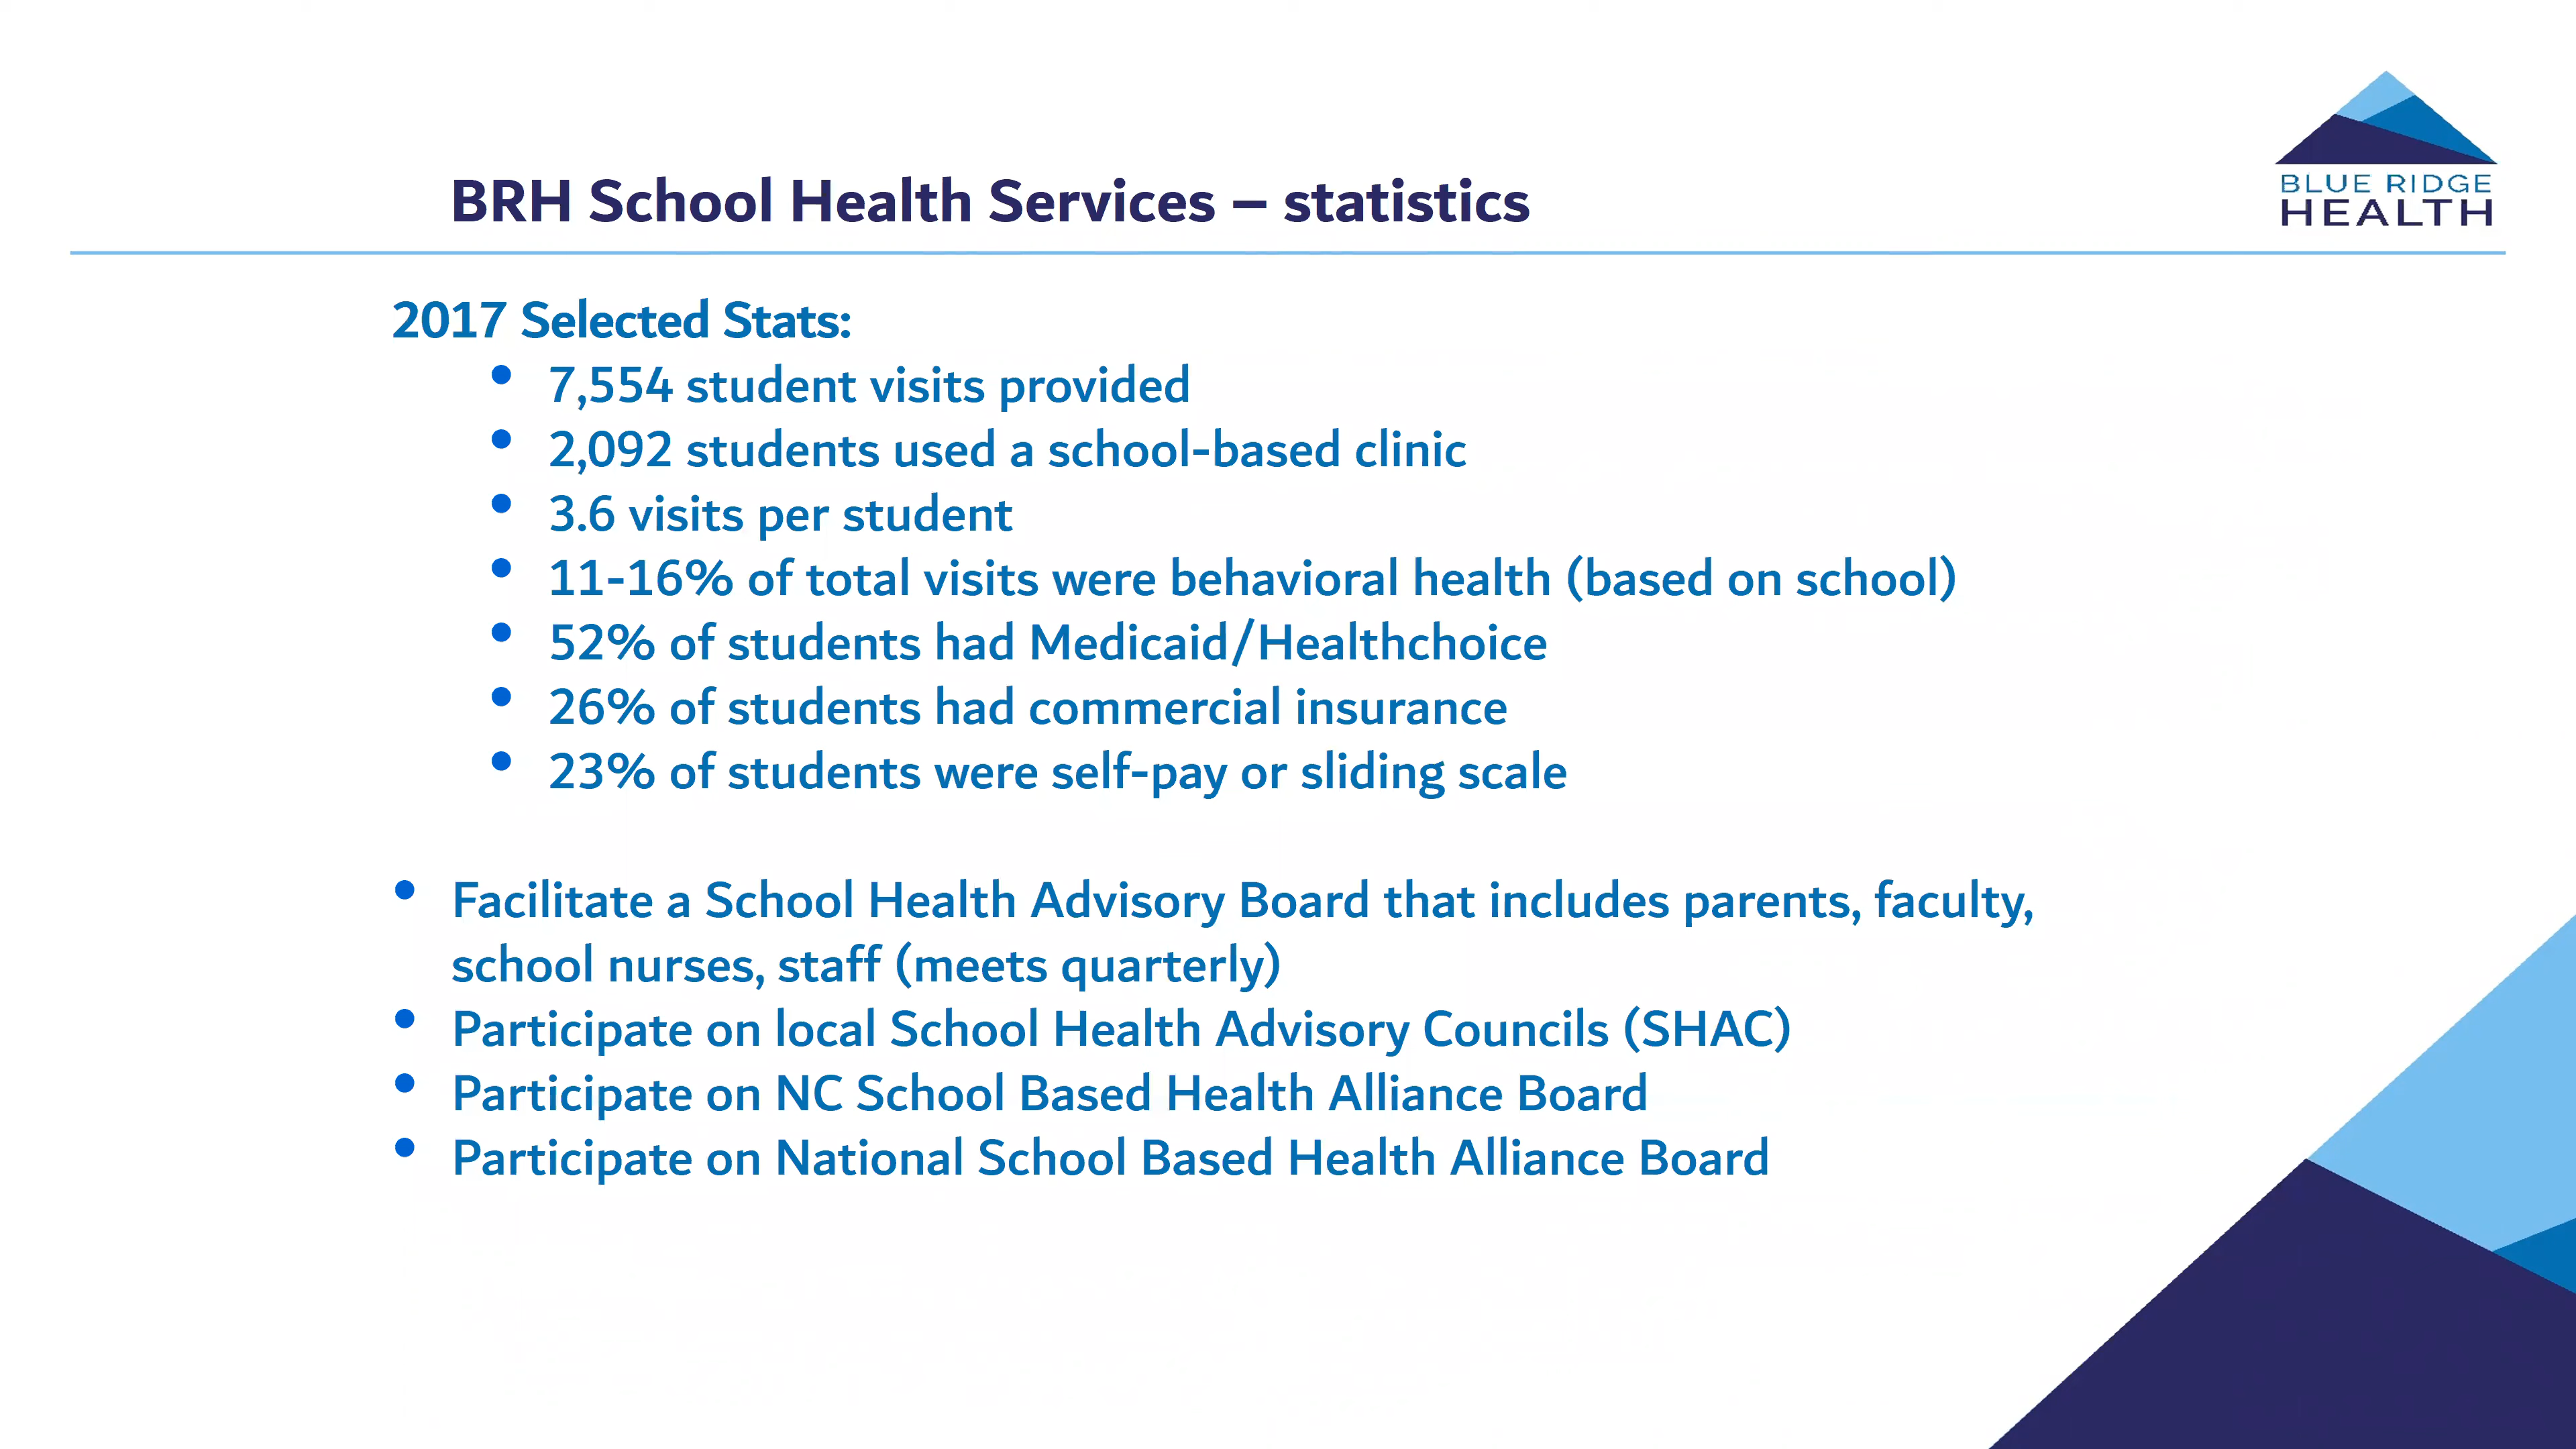 BLUE RIDGE
HEALTH
BRH School Health Services – statistics
2017 Selected Stats:
• 7,554 student visits provided
• 2,092 students used a school-based clinic
• 3.6 visits per student
• 11-16% of total visits were behavioral health (based on school)
• 52% of students had Medicaid/Healthchoice
• 26% of students had commercial insurance
• 23% of students were self-pay or sliding scale
• Facilitate a School Health Advisory Board that includes parents, faculty,
school nurses, staff (meets quarterly)
• Participate on local School Health Advisory Councils (SHAC)
• Participate on NC School Based Health Alliance Board
• Participate on National School Based Health Alliance Board